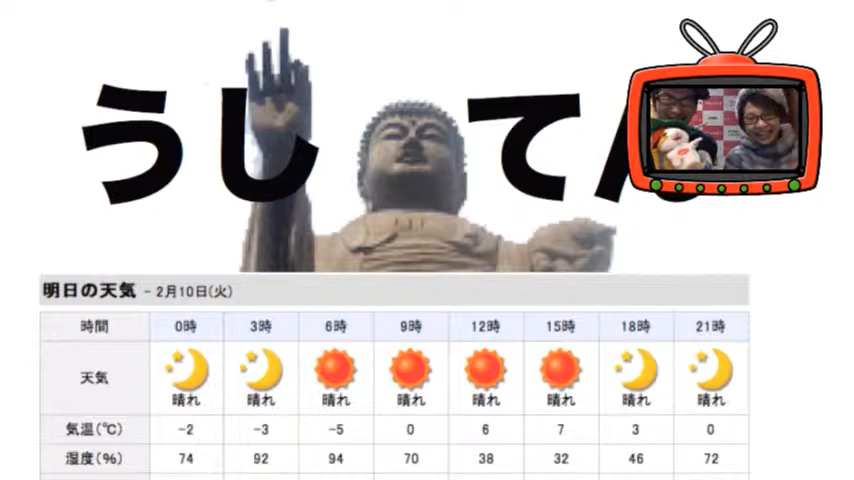 うしてん
明日の天気 - 2月10日(火)
時間 0時 3時 6時 9時 12時 15時 18時 21時
天気 晴れ 晴れ 晴れ 晴れ 晴れ 晴れ 晴れ 晴れ
気温(℃) -2 -3 -5 0 6 7 3 0
湿度(%) 74 92 94 70 38 32 46 72